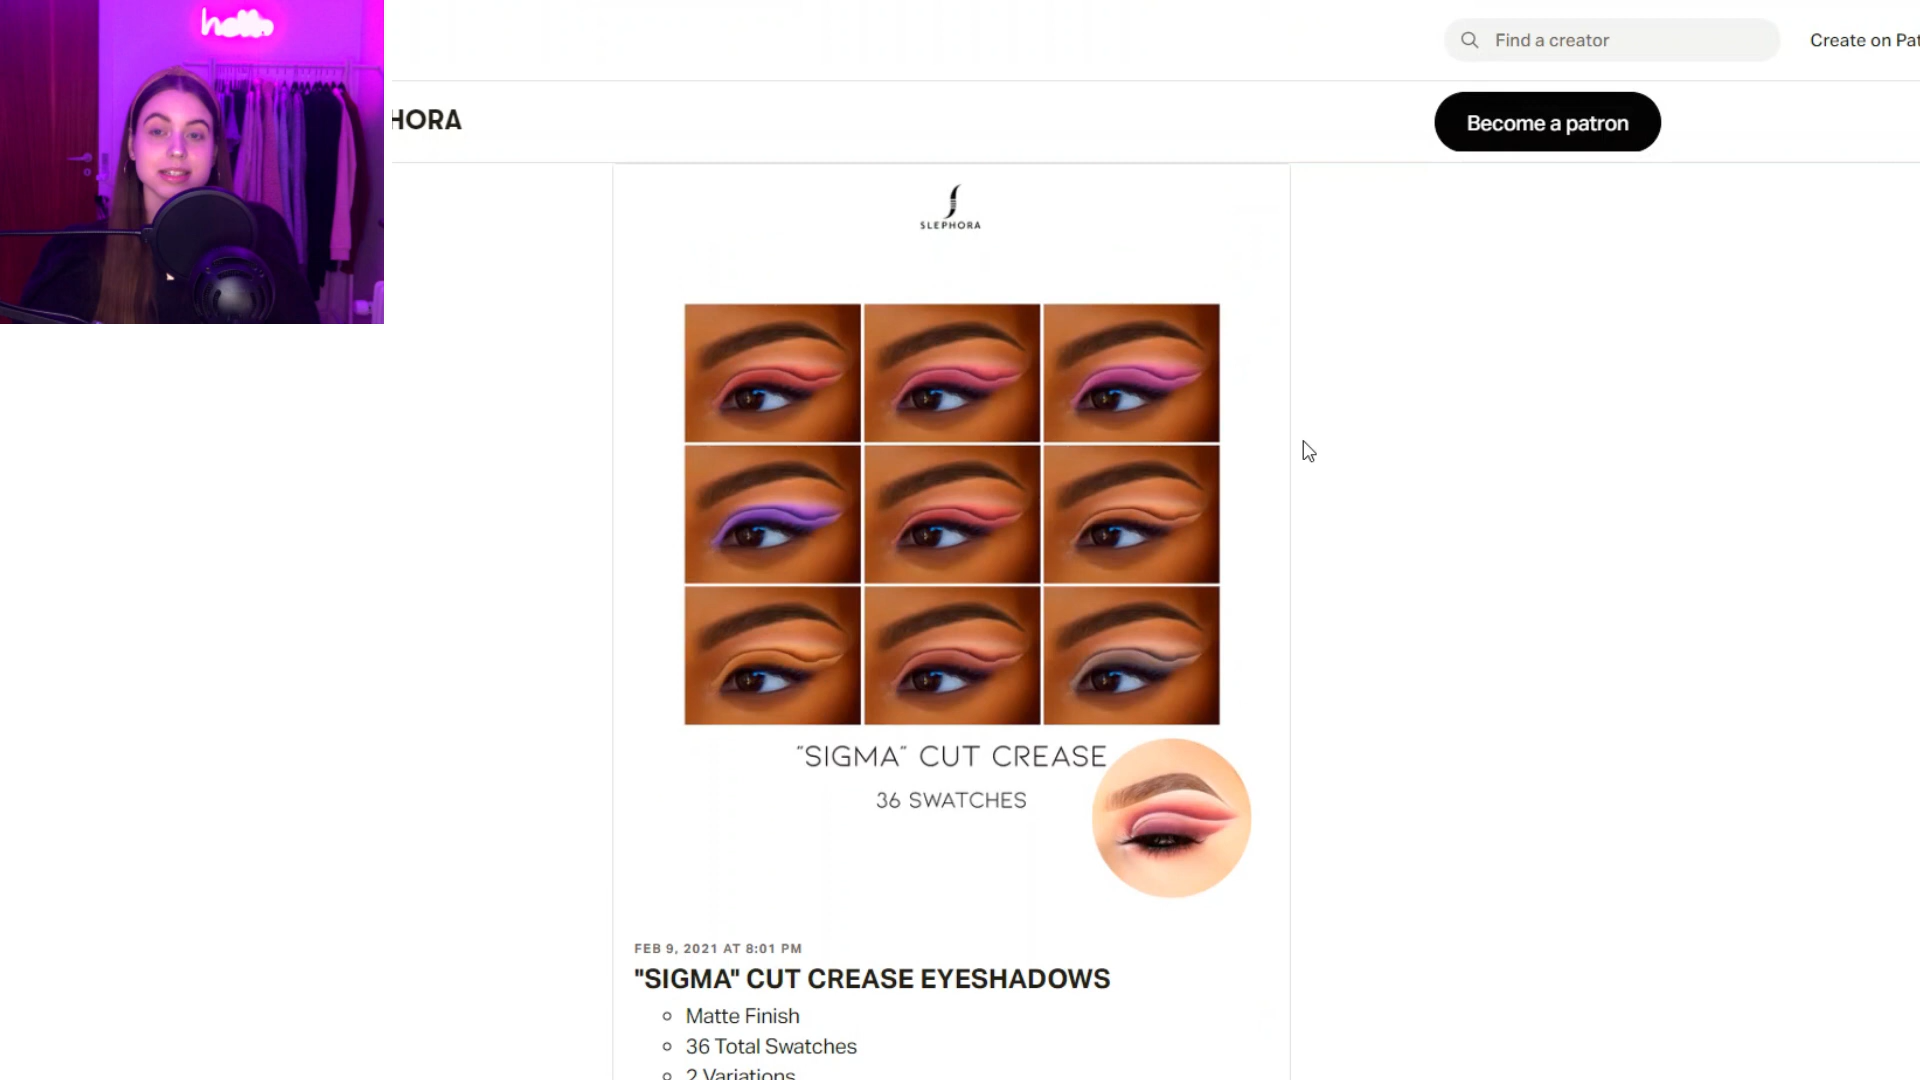 hello
Find a creator
Create on Pat
HORA
Become a patron
SLEPHORA
"SIGMA" CUT CREASE
36 SWATCHES
FEB 9, 2021 AT 8:01 PM
"SIGMA" CUT CREASE EYESHADOWS
Matte Finish
36 Total Swatches
2 Variations